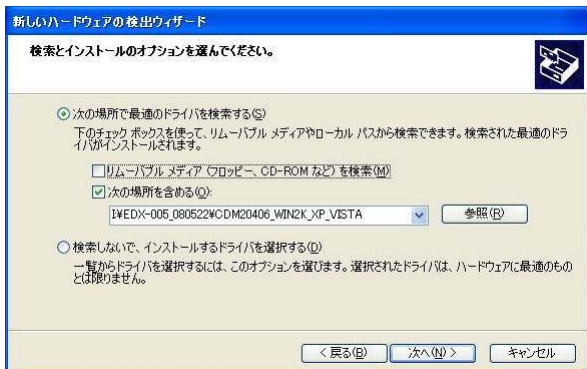 新しいハードウェアの検出ウィザード
検索とインストールのオプションを選んでください。
次の場所で最適のドライバを検索する(S)
下のチェック ボックスを使って、リムーバブル メディアやローカル パスから検索できます。検索された最適のドラ
イバがインストールされます。
リムーバブル メディア (フロッピー、CD-ROM など) を検索(M)
次の場所を含める(O):
I¥EDX-005_080522¥CDM20406_WIN2K_XP_VISTA
参照(R)
検索しないで、インストールするドライバを選択する(D)
一覧からドライバを選択するには、このオプションを選びます。選択されたドライバは、ハードウェアに最適のもの
とは限りません。
< 戻る(B)
次へ(N) >
キャンセル